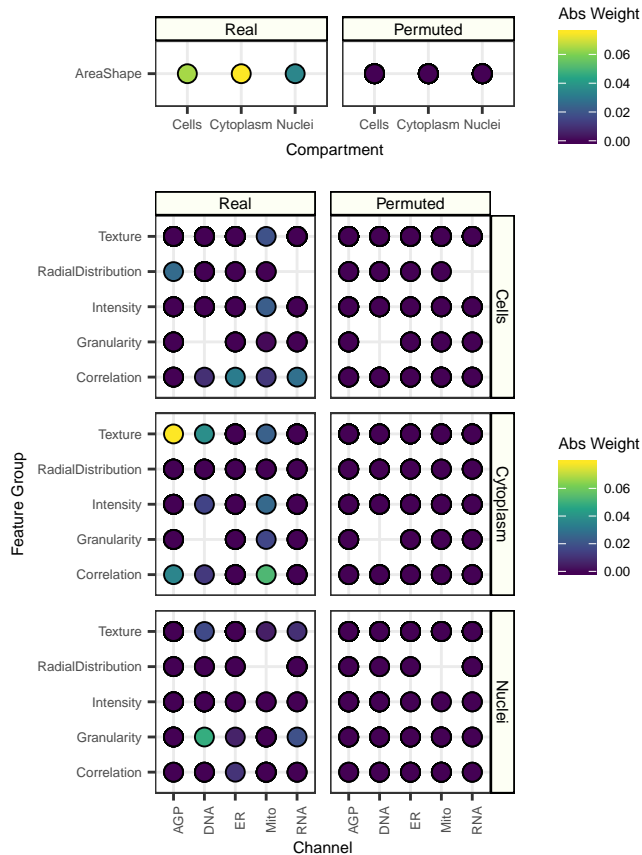 Real
Permuted
AreaShape
Cells
Cytoplasm
Nuclei
Cells
Cytoplasm
Nuclei
Compartment
Abs Weight
0.06
0.04
0.02
0.00
Real
Permuted
Texture
RadialDistribution
Intensity
Granularity
Correlation
Cells
Texture
RadialDistribution
Intensity
Granularity
Correlation
Cytoplasm
Texture
RadialDistribution
Intensity
Granularity
Correlation
Nuclei
Feature Group
AGP
DNA
ER
Mito
RNA
AGP
DNA
ER
Mito
RNA
Channel
Abs Weight
0.06
0.04
0.02
0.00